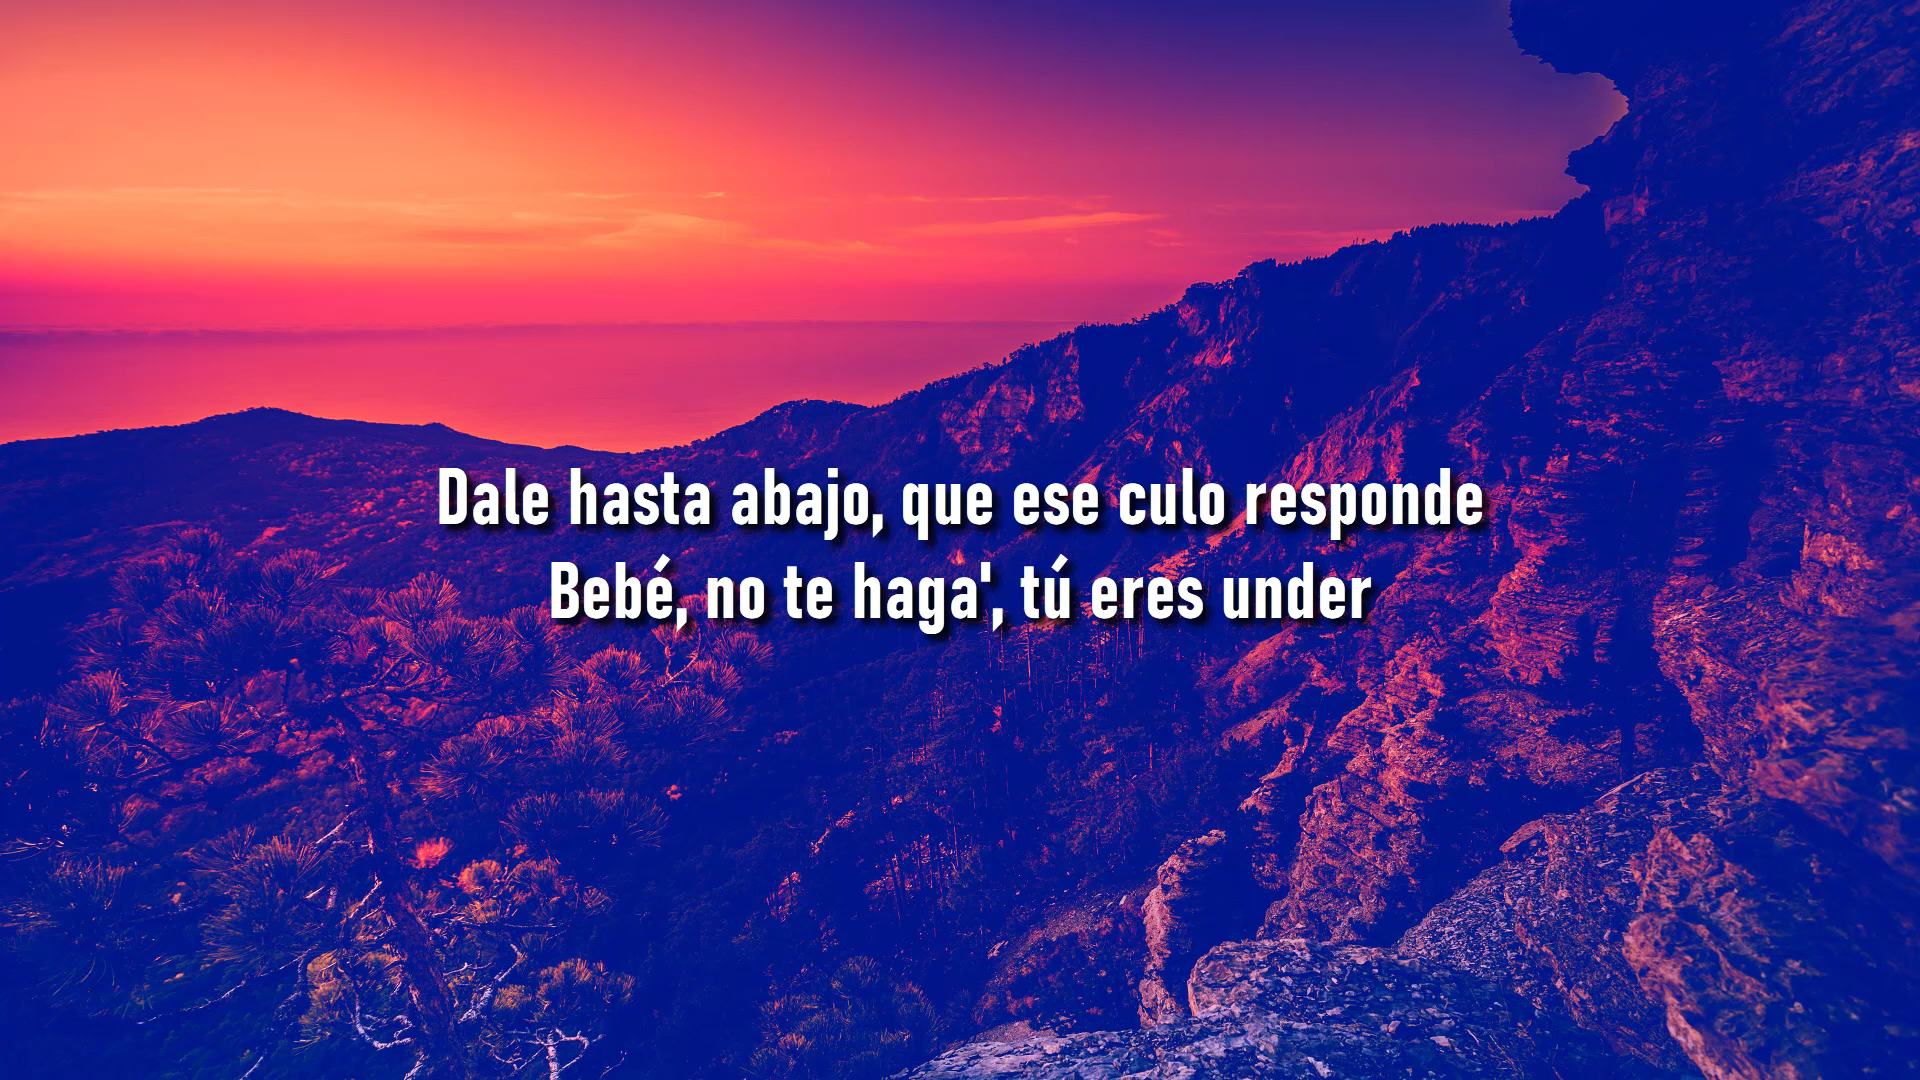 Dale hasta abajo, que ese culo responde
Bebé, no te haga', tú eres under